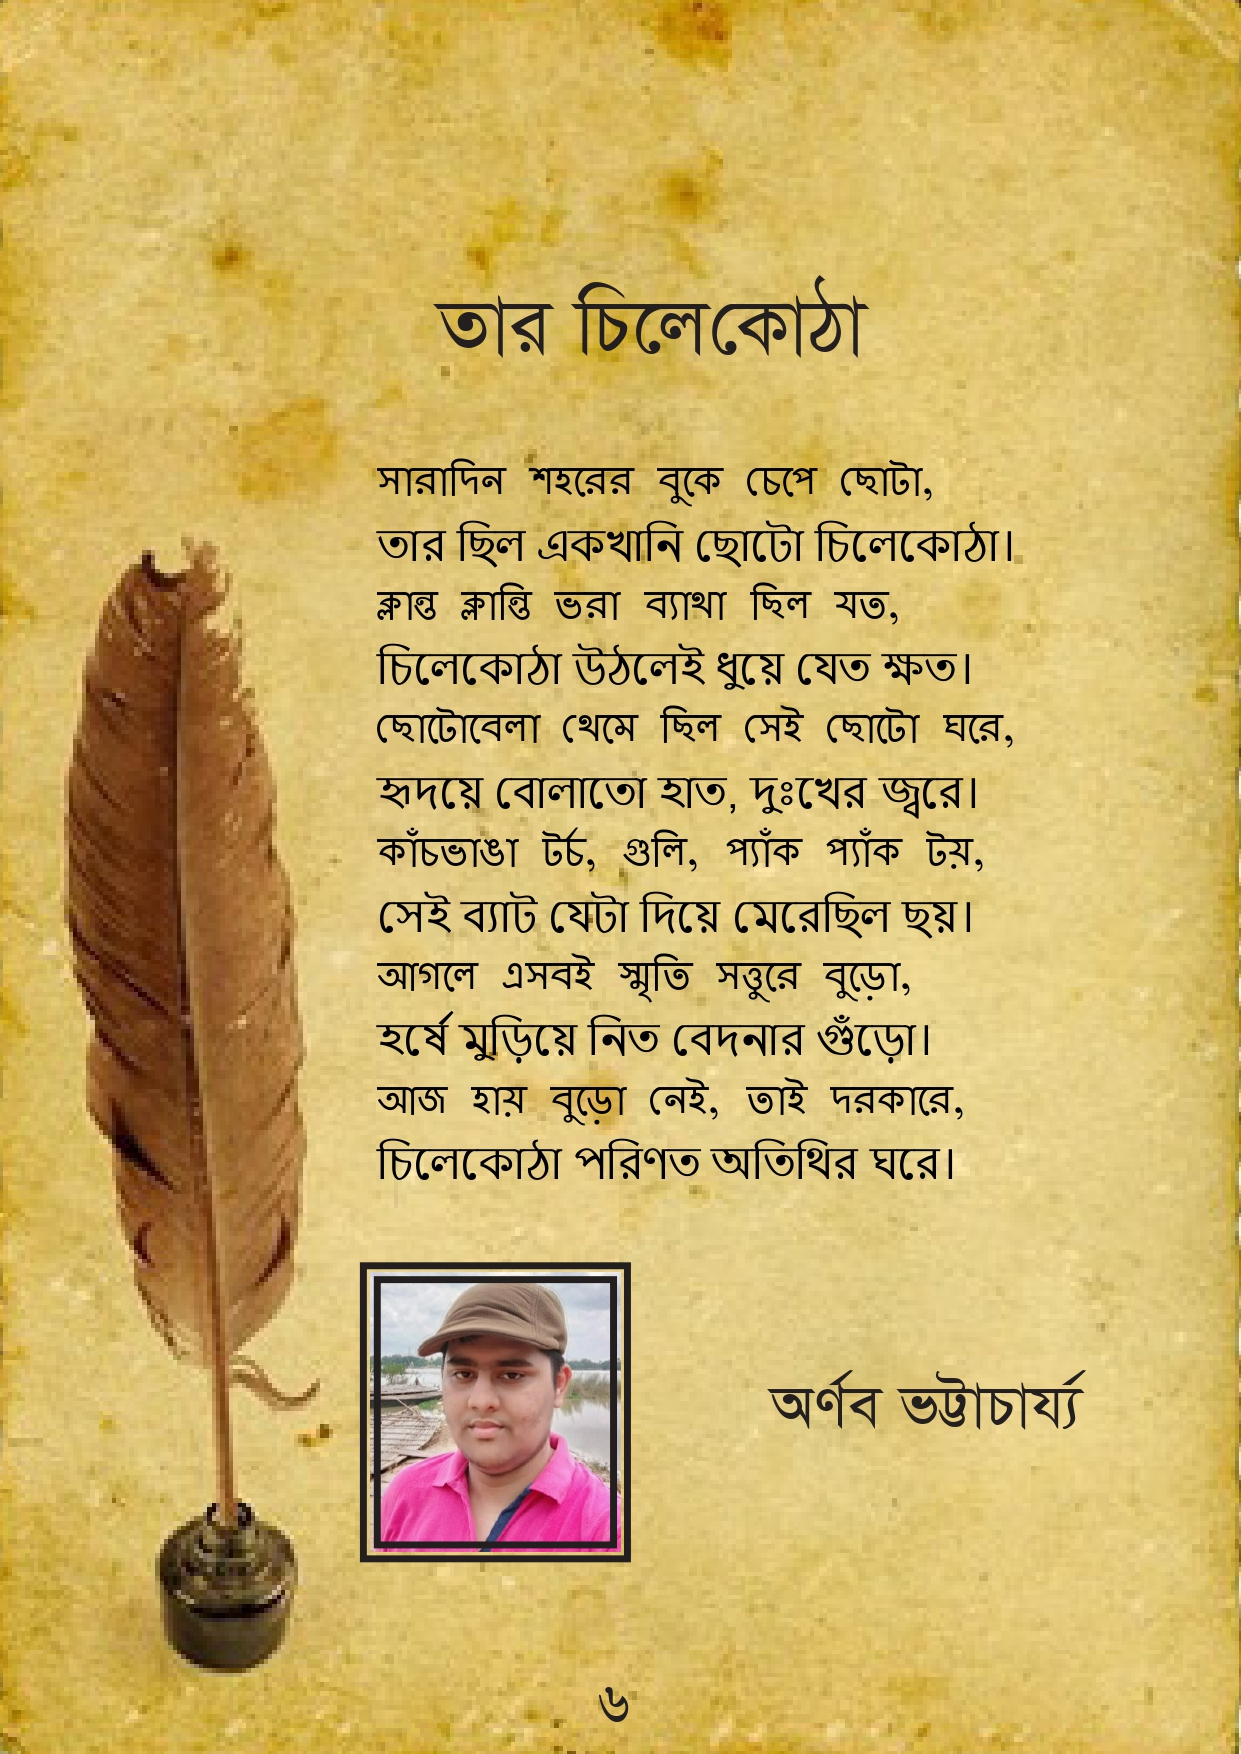 তার চিলেকোঠা
সারাদিন শহরের বুকে চেপে ছোটা,
তার ছিল একখানি ছোটো চিলেকোঠা।
ক্লান্ত ক্লান্তি ভরা ব্যাথা ছিল যত,
চিলেকোঠা উঠলেই ধুয়ে যেত ক্ষত।
ছোটোবেলা থেমে ছিল সেই ছোটো ঘরে,
হৃদয়ে বোলাতো হাত, দুঃখের জ্বরে।
কাঁচভাঙা টর্চ, গুলি, প্যাঁক প্যাঁক টয়,
সেই ব্যাট যেটা দিয়ে মেরেছিল ছয়।
আগলে এসবই স্মৃতি সত্তুরে বুড়ো,
হর্ষে মুড়িয়ে নিত বেদনার গুঁড়ো।
আজ হায় বুড়ো নেই, তাই দরকারে,
চিলেকোঠা পরিণত অতিথির ঘরে।
অর্ণব ভট্টাচার্য্য
৬